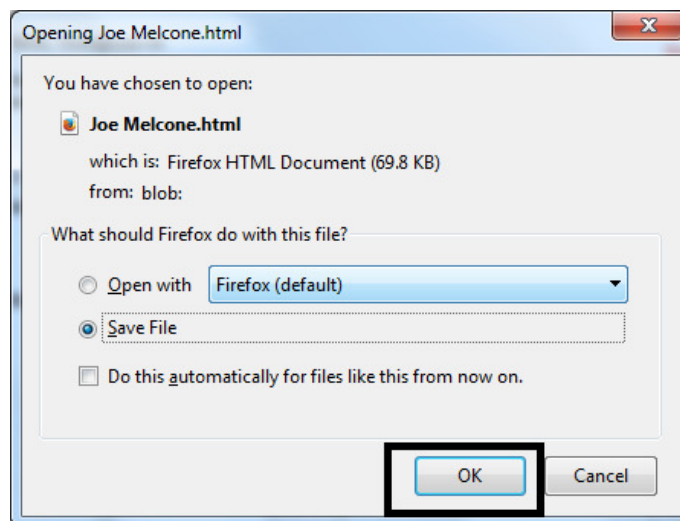 Opening Joe Melcone.html
You have chosen to open:
Joe Melcone.html
which is: Firefox HTML Document (69.8 KB)
from: blob:
What should Firefox do with this file?
Open with Firefox (default)
Save File
Do this automatically for files like this from now on.
OK Cancel